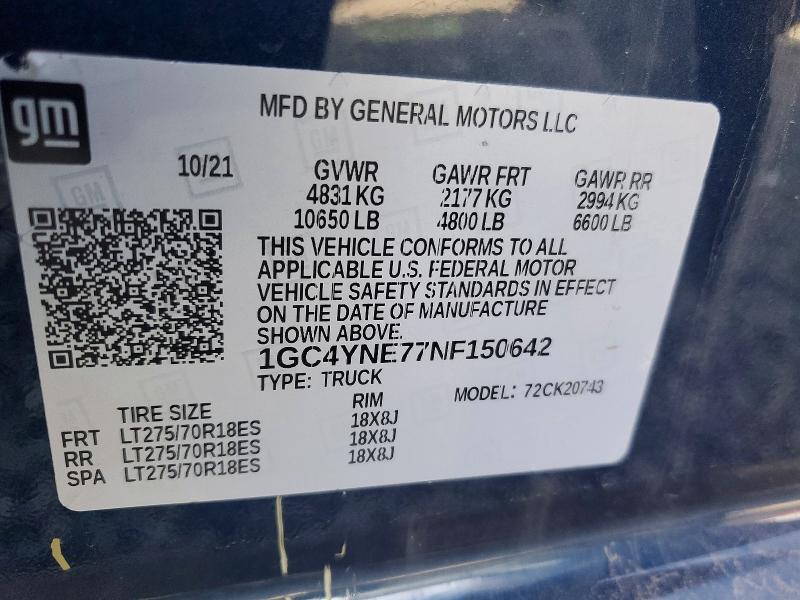 gm
MFD BY GENERAL MOTORS LLC
10/21 GVWR GAWR FRT GAWR RR
4831 KG 2177 KG 2994 KG
10650 LB 4800 LB 6600 LB
THIS VEHICLE CONFORMS TO ALL
APPLICABLE U.S. FEDERAL MOTOR
VEHICLE SAFETY STANDARDS IN EFFECT
ON THE DATE OF MANUFACTURE
SHOWN ABOVE.
1GC4YNE77NF150642
TYPE: TRUCK MODEL: 72CK20743
TIRE SIZE RIM
FRT LT275/70R18ES 18X8J
RR LT275/70R18ES 18X8J
SPA LT275/70R18ES 18X8J